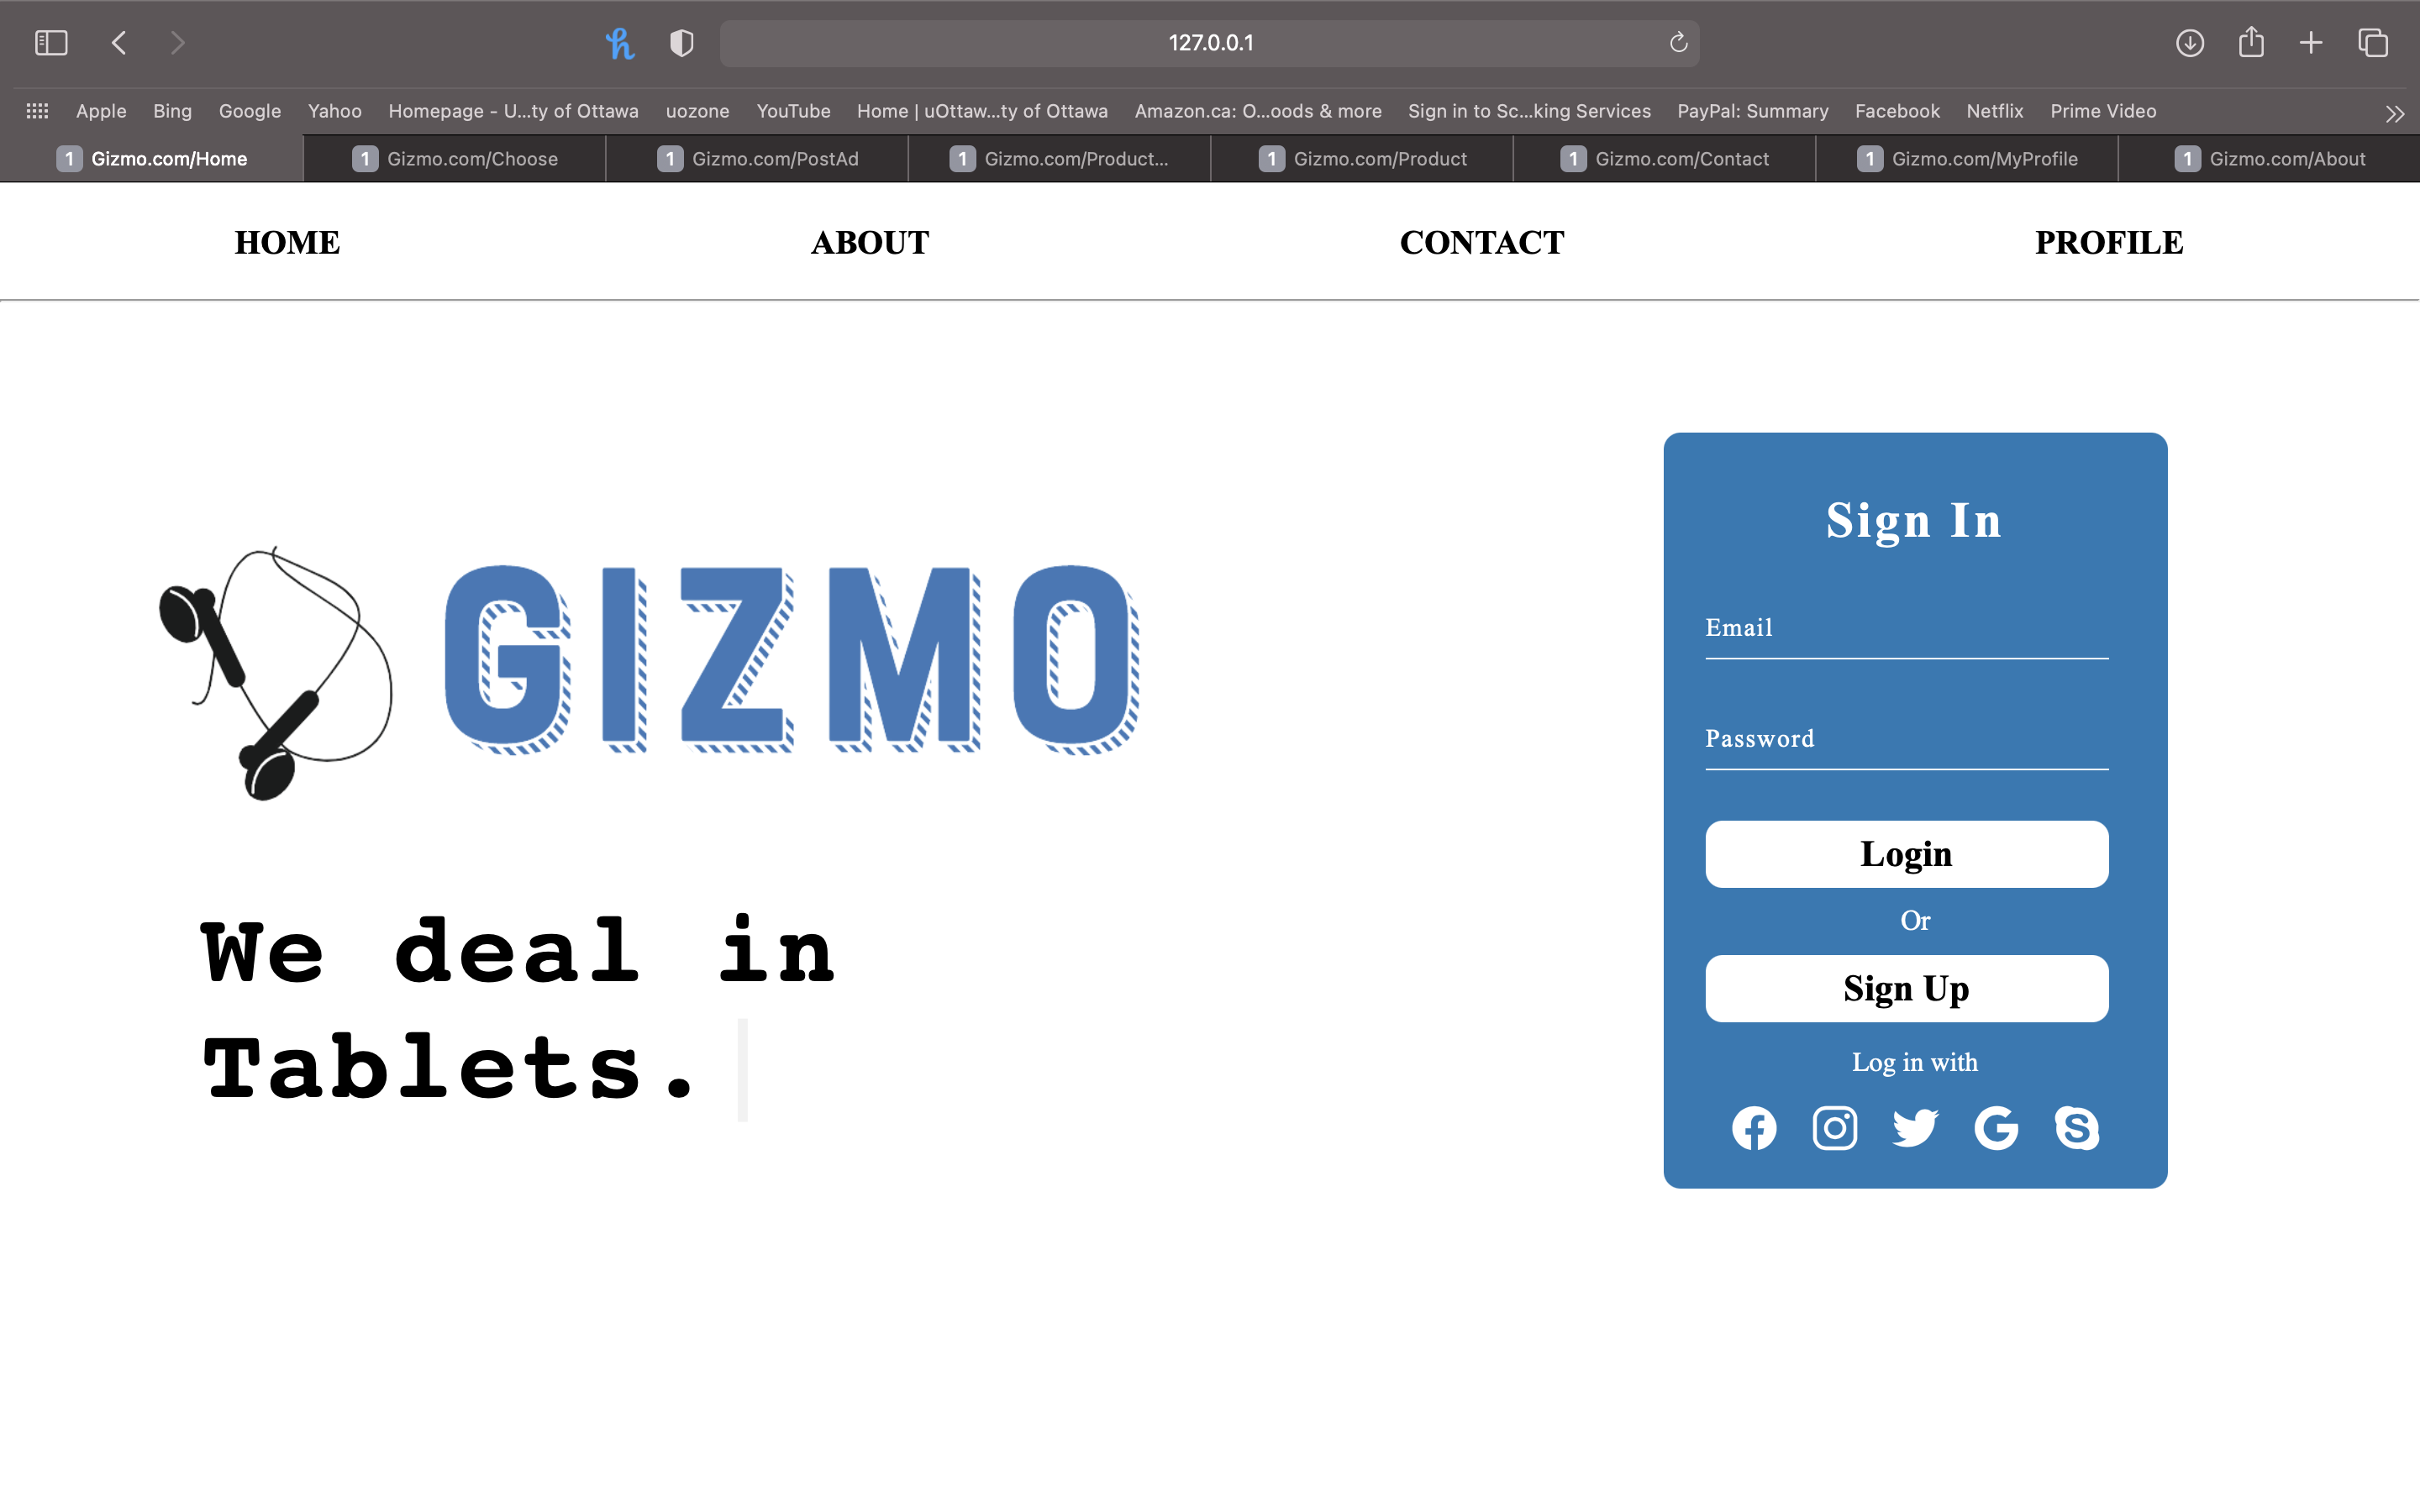 127.0.0.1
Apple Bing Google Yahoo Homepage - U...ty of Ottawa uozone YouTube Home | uOttaw...ty of Ottawa Amazon.ca: O...oods & more Sign in to Sc...king Services PayPal: Summary Facebook Netflix Prime Video
1 Gizmo.com/Home 1 Gizmo.com/Choose 1 Gizmo.com/PostAd 1 Gizmo.com/Product... 1 Gizmo.com/Product 1 Gizmo.com/Contact 1 Gizmo.com/MyProfile 1 Gizmo.com/About
HOME ABOUT CONTACT PROFILE
GIZMO
We deal in
Tablets.
Sign In
Email
Password
Login
Or
Sign Up
Log in with